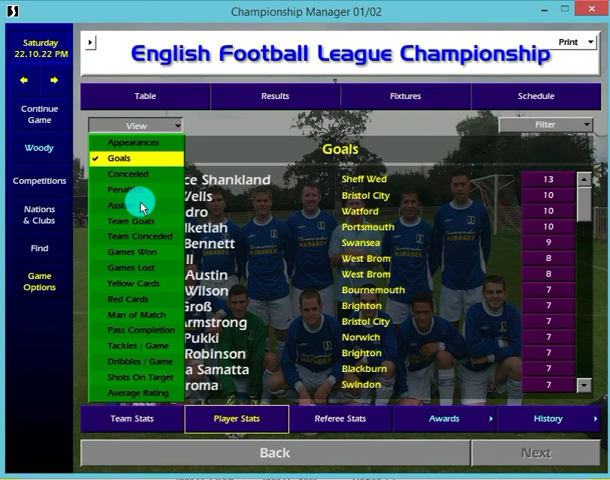 Championship Manager 01/02
Saturday
22.10.22 PM
Print
English Football League Championship
Continue
Game
Table
Results
Fixtures
Schedule
Woody
View
Filter
Competitions
Nations
& Clubs
Find
Game
Options
Goals
Appearances
Goals
Conceded
Assis
Team Goals
Team Conceded
Games Won
Games Lost
Yellow Cards
Red Cards
Man of Match
Pass Completion
Tackles / Game
Dribbles / Game
Shots On Target
Average Rating
ce Shankland Sheff Wed 13
Wells Bristol City 10
dro Watford 10
lketiah Portsmouth 10
Bennett Swansea 9
ll West Brom 8
Austin West Brom 8
Wilson Bournemouth 7
Groß Brighton 7
Armstrong Bristol City 7
Pukki Norwich 7
Robinson Brighton 7
a Samatta Blackburn 7
roma Swindon 7
Team Stats
Player Stats
Referee Stats
Awards
History
Back
Next